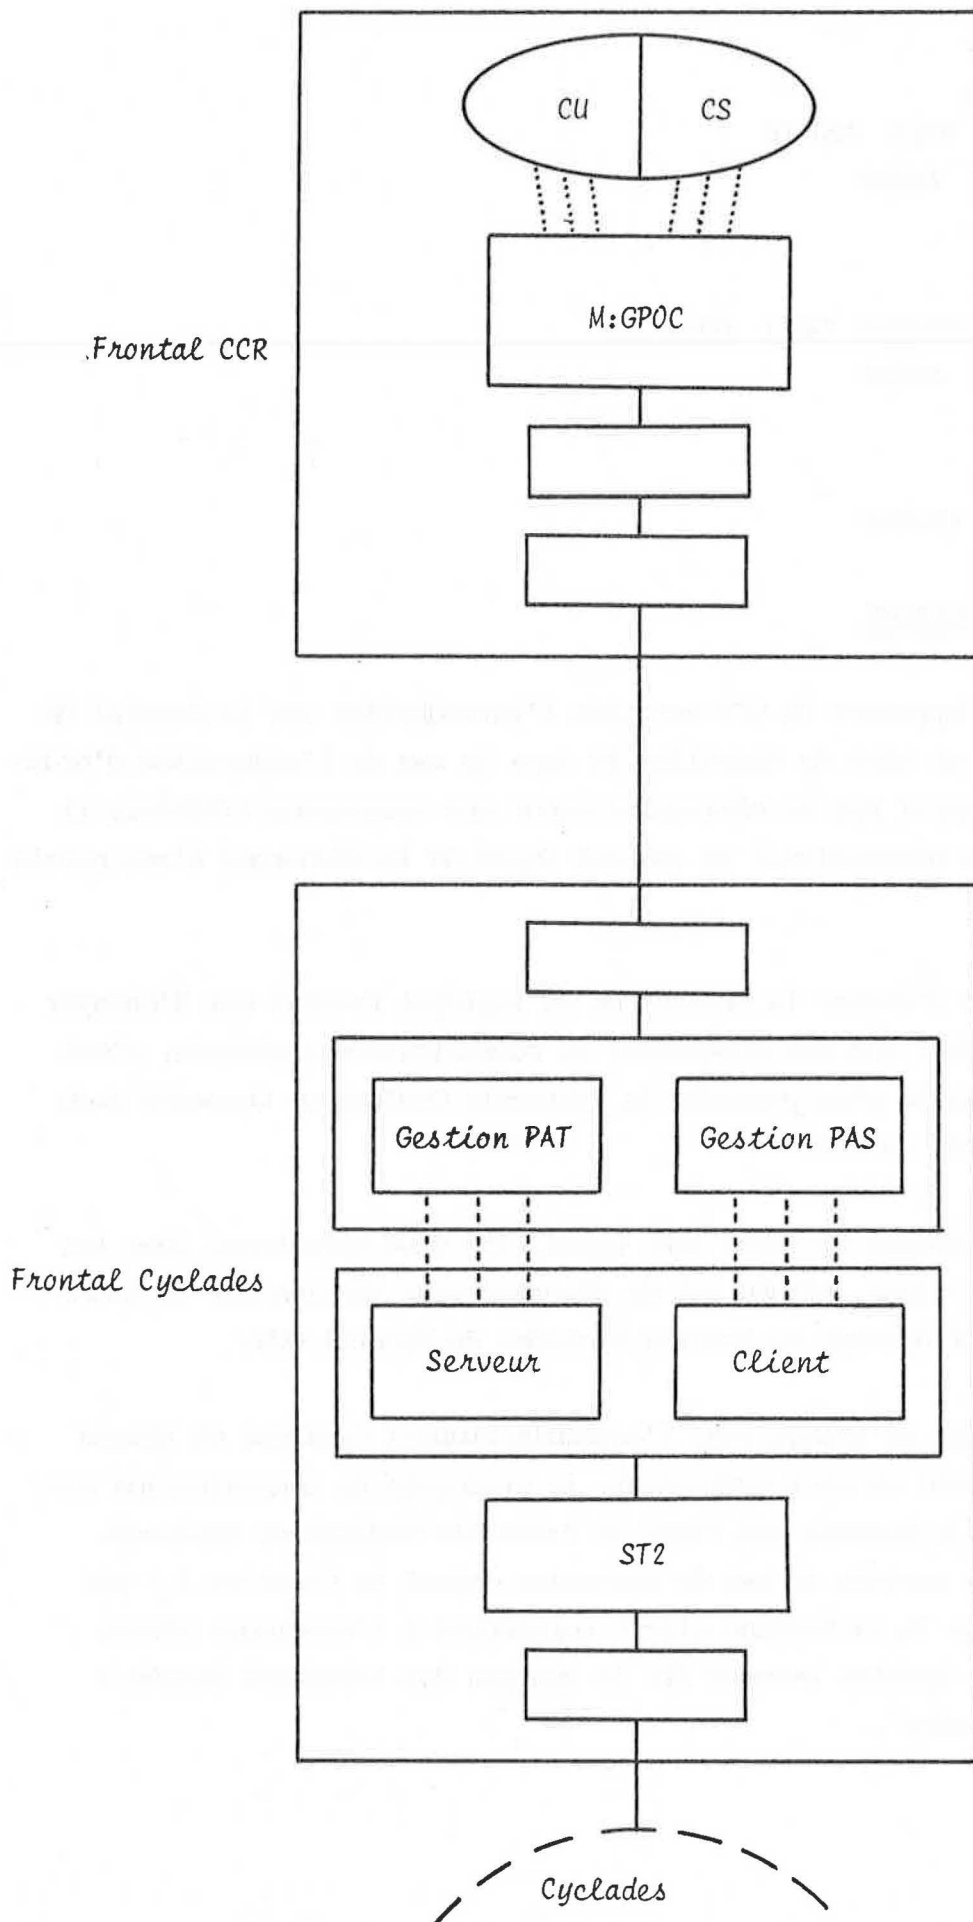 CU CS
M:GPOC
Frontal CCR
Gestion PAT Gestion PAS
Frontal Cyclades
Serveur Client
ST2
Cyclades